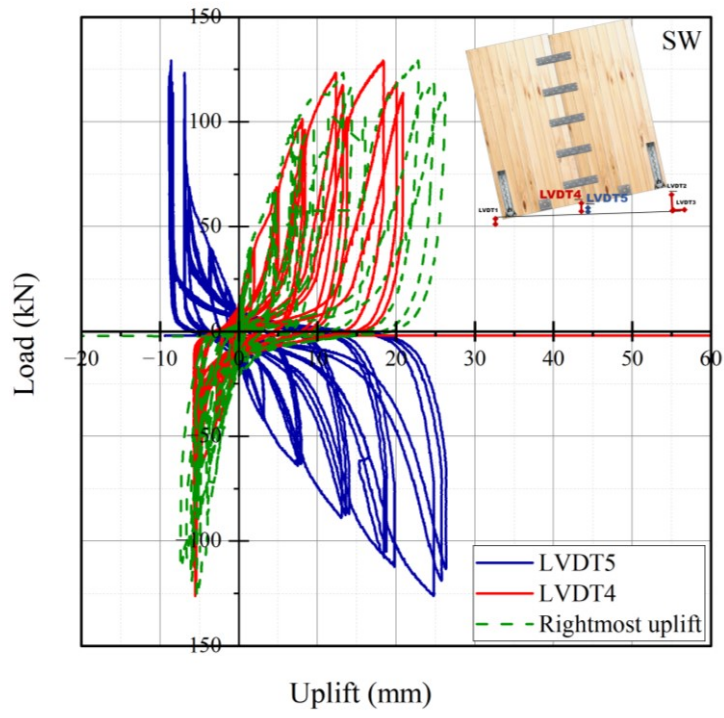 150
SW
100
LVDT4
LVDT5
LVDT2
LVDT1
LVDT3
50
Load (kN)
0
−20 −10 0 10 20 30 40 50 60
-50
-100
-150
LVDT5
LVDT4
Rightmost uplift
Uplift (mm)